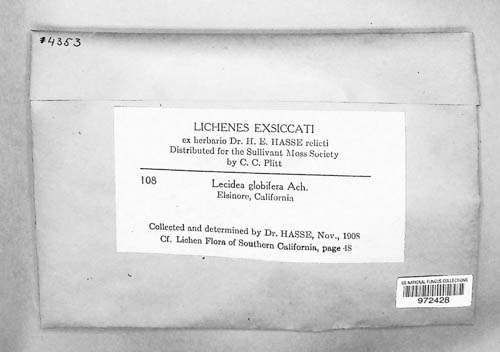 #4353
LICHENES EXSICCATI
ex herbario Dr. H. E. HASSE relicti
Distributed for the Sullivant Moss Society
by C. C. Plitt
108 Lecidea globifera Ach.
Elsinore, California
Collected and determined by Dr. HASSE, Nov., 1908
Cf. Lichen Flora of Southern California, page 48
US NATIONAL FUNGUS COLLECTIONS
972428